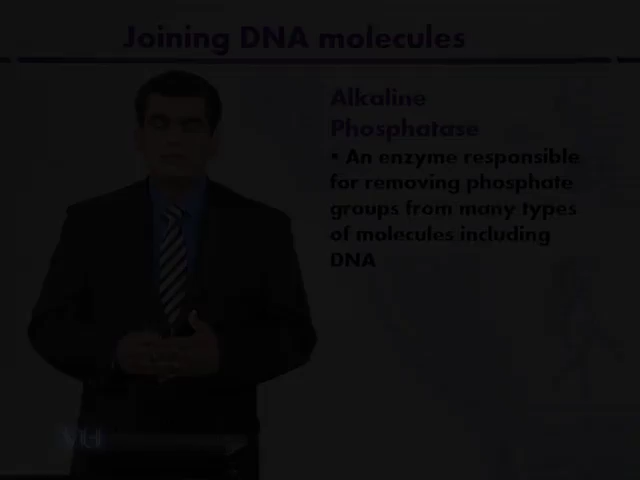 Joining DNA molecules
Alkaline
Phosphatase
• An enzyme responsible
for removing phosphate
groups from many types
of molecules including
DNA